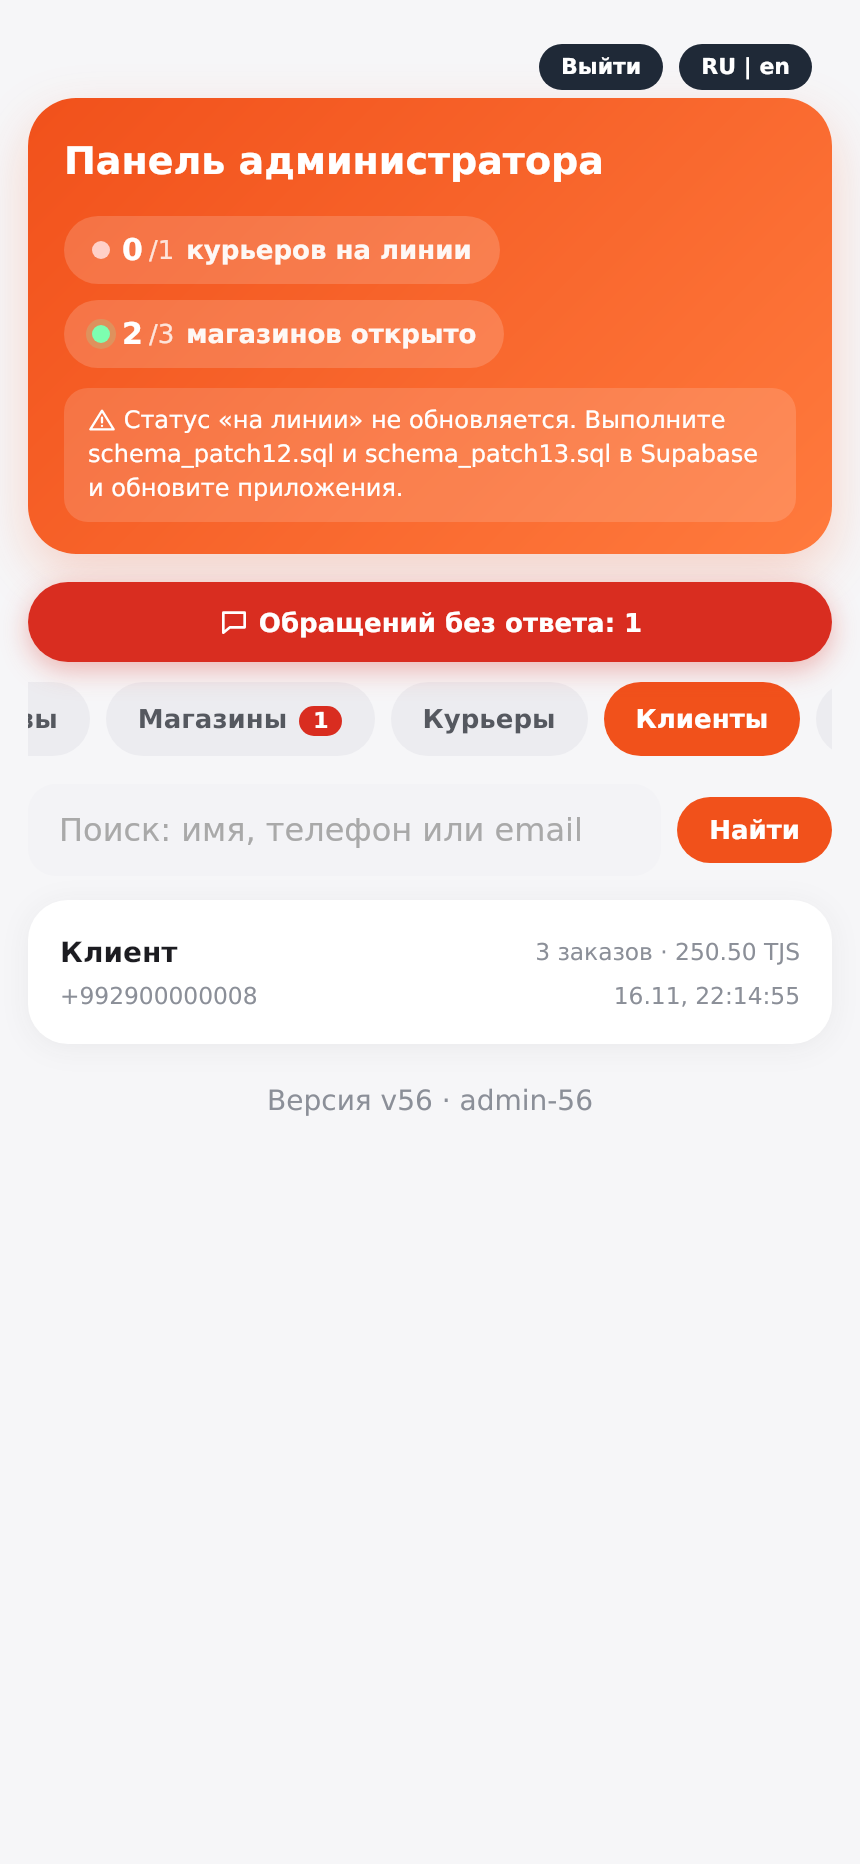 Выйти
RU | en
Панель администратора
0 /1 курьеров на линии
2 /3 магазинов открыто
Статус «на линии» не обновляется. Выполните
schema_patch12.sql и schema_patch13.sql в Supabase
и обновите приложения.
Обращений без ответа: 1
Магазины 1
Курьеры
Клиенты
Поиск: имя, телефон или email
Найти
Клиент
3 заказов · 250.50 TJS
+992900000008
16.11, 22:14:55
Версия v56 · admin-56